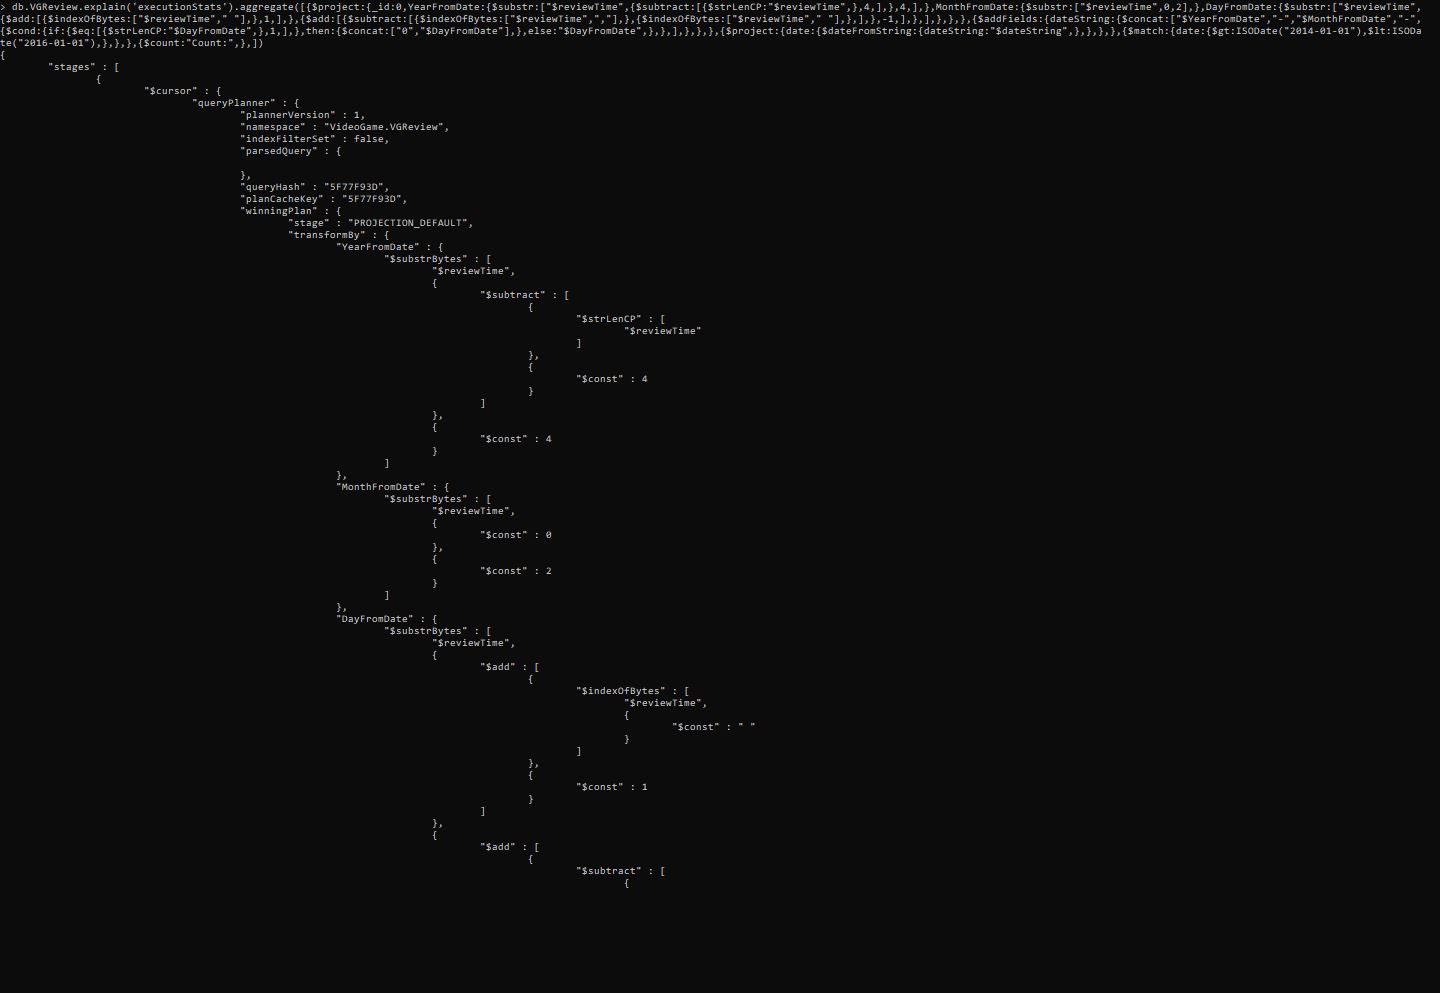 > db.VGReview.explain('executionStats').aggregate([{$project:{_id:0,YearFromDate:{$substr:["$reviewTime",{$subtract:[{$strLenCP:"$reviewTime",},4,],},4,],},MonthFromDate:{$substr:["$reviewTime",0,2],},DayFromDate:{$substr:["$reviewTime",
{$add:[{$indexOfBytes:["$reviewTime"," "],},1,],},{$add:[{$subtract:[{$indexOfBytes:["$reviewTime",","],},{$indexOfBytes:["$reviewTime"," "],},],},-1,],},],},},},{$addFields:{dateString:{$concat:["$YearFromDate","-","$MonthFromDate","-",
{$cond:{if:{$eq:[{$strLenCP:"$DayFromDate",},1,],},then:{$concat:["0","$DayFromDate"],},else:"$DayFromDate",},},],},},},{$project:{date:{$dateFromString:{dateString:"$dateString",},},},},{$match:{date:{$gt:ISODate("2014-01-01"),$lt:ISODa
te("2016-01-01"),},},},{$count:"Count:",},])
{
"stages" : [
{
"$cursor" : {
"queryPlanner" : {
"plannerVersion" : 1,
"namespace" : "VideoGame.VGReview",
"indexFilterSet" : false,
"parsedQuery" : {
},
"queryHash" : "5F77F93D",
"planCacheKey" : "5F77F93D",
"winningPlan" : {
"stage" : "PROJECTION_DEFAULT",
"transformBy" : {
"YearFromDate" : {
"$substrBytes" : [
"$reviewTime",
{
"$subtract" : [
{
"$strLenCP" : [
"$reviewTime"
]
},
{
"$const" : 4
}
]
},
{
"$const" : 4
}
]
},
"MonthFromDate" : {
"$substrBytes" : [
"$reviewTime",
{
"$const" : 0
},
{
"$const" : 2
}
]
},
"DayFromDate" : {
"$substrBytes" : [
"$reviewTime",
{
"$add" : [
{
"$indexOfBytes" : [
"$reviewTime",
{
"$const" : " "
}
]
},
{
"$const" : 1
}
]
},
{
"$add" : [
{
"$subtract" : [
{